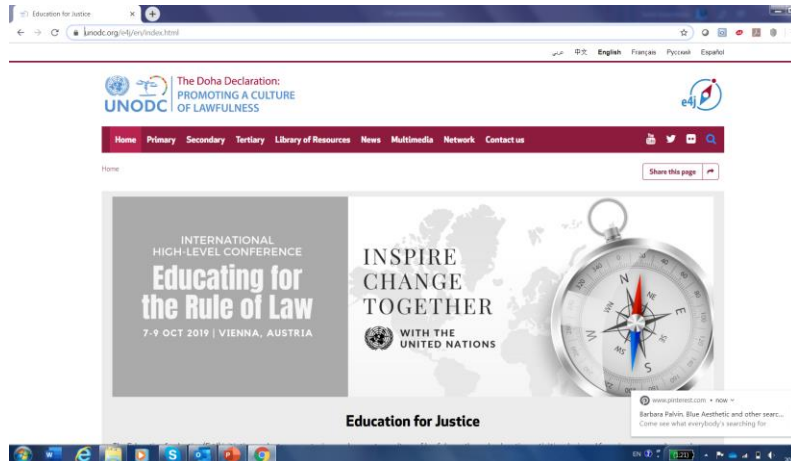 Education for Justice
unodc.org/e4j/en/index.html
عربي 中文 English Français Русский Español
The Doha Declaration:
PROMOTING A CULTURE
OF LAWFULNESS
UNODC
e4j
Home Primary Secondary Tertiary Library of Resources News Multimedia Network Contact us
Home
Share this page
INTERNATIONAL
HIGH-LEVEL CONFERENCE
Educating for
the Rule of Law
7-9 OCT 2019 | VIENNA, AUSTRIA
INSPIRE
CHANGE
TOGETHER
WITH THE
UNITED NATIONS
N
NE
E
S
SW
W
Education for Justice
www.pinterest.com • now
Barbara Palvin, Blue Aesthetic and other searc...
Come see what everybody's searching for
EN